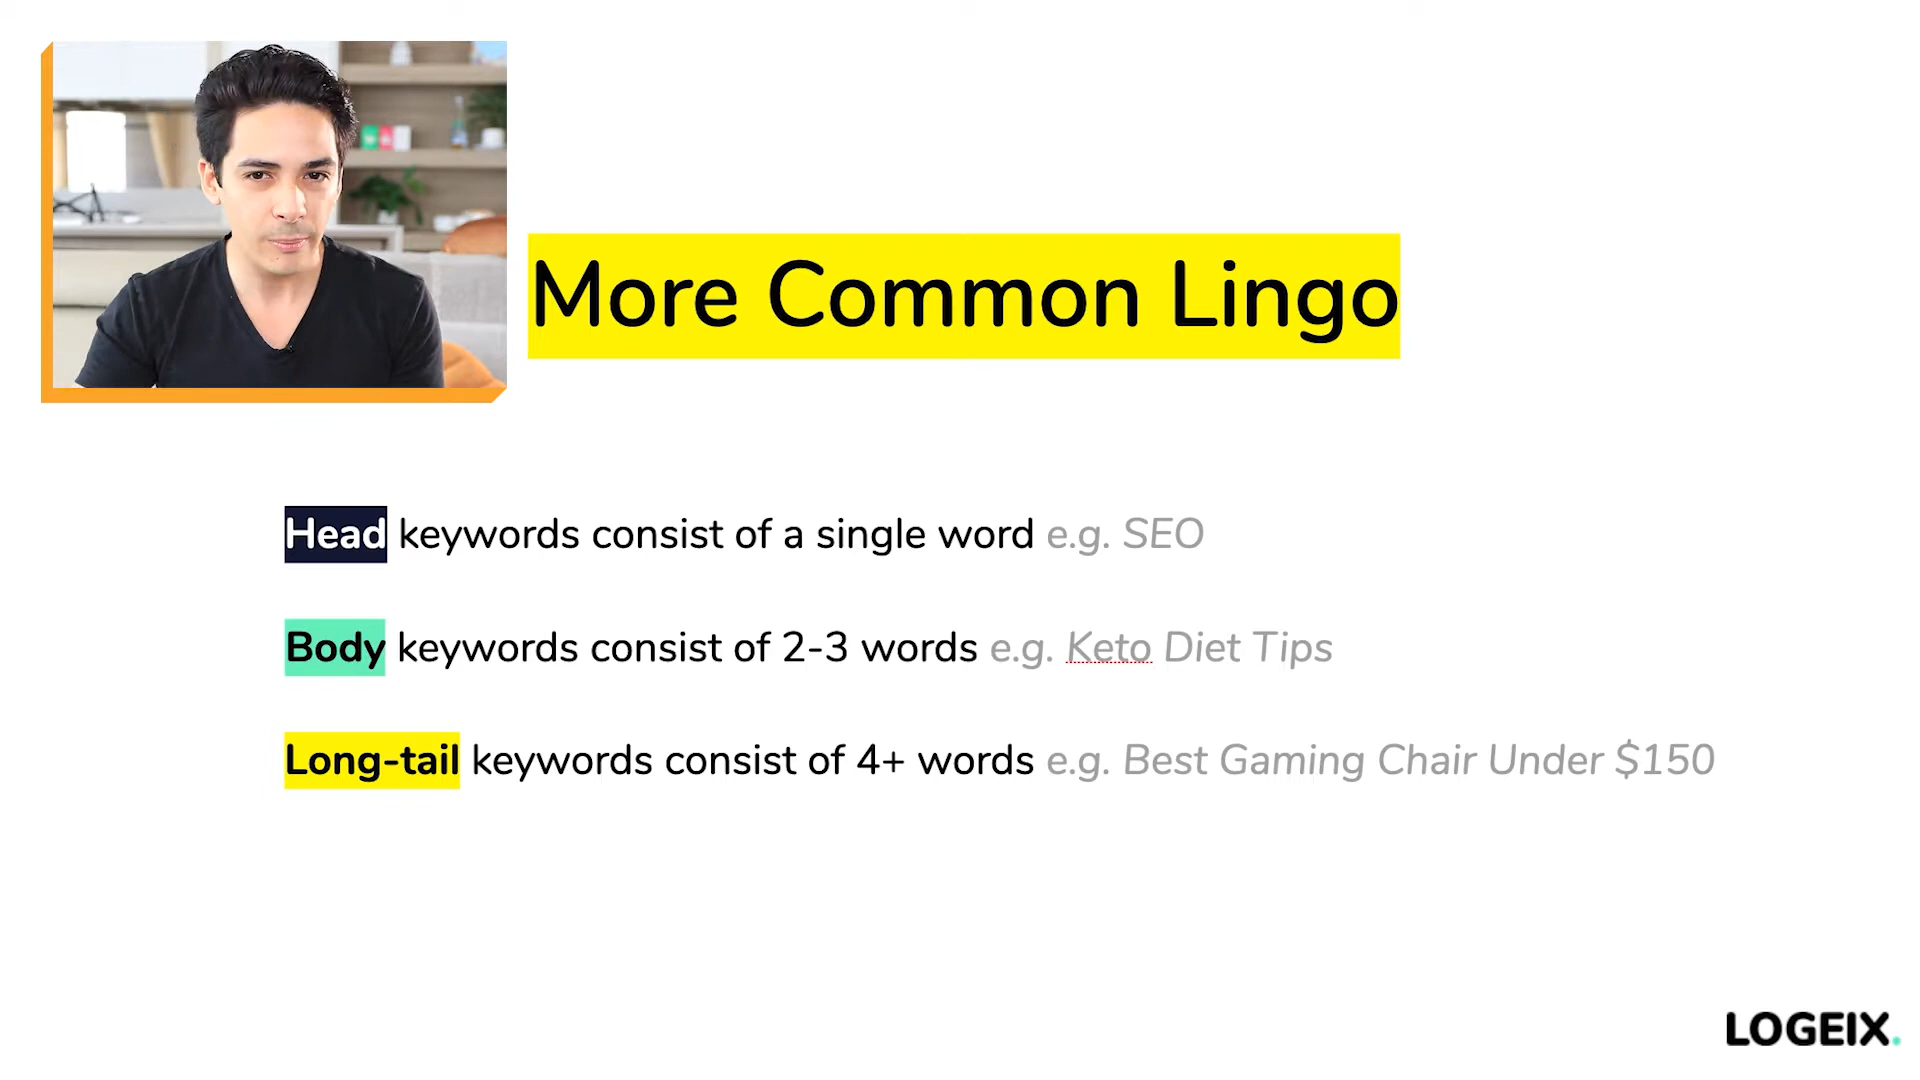 More Common Lingo
Head keywords consist of a single word e.g. SEO
Body keywords consist of 2-3 words e.g. Keto Diet Tips
Long-tail keywords consist of 4+ words e.g. Best Gaming Chair Under $150
LOGEIX.